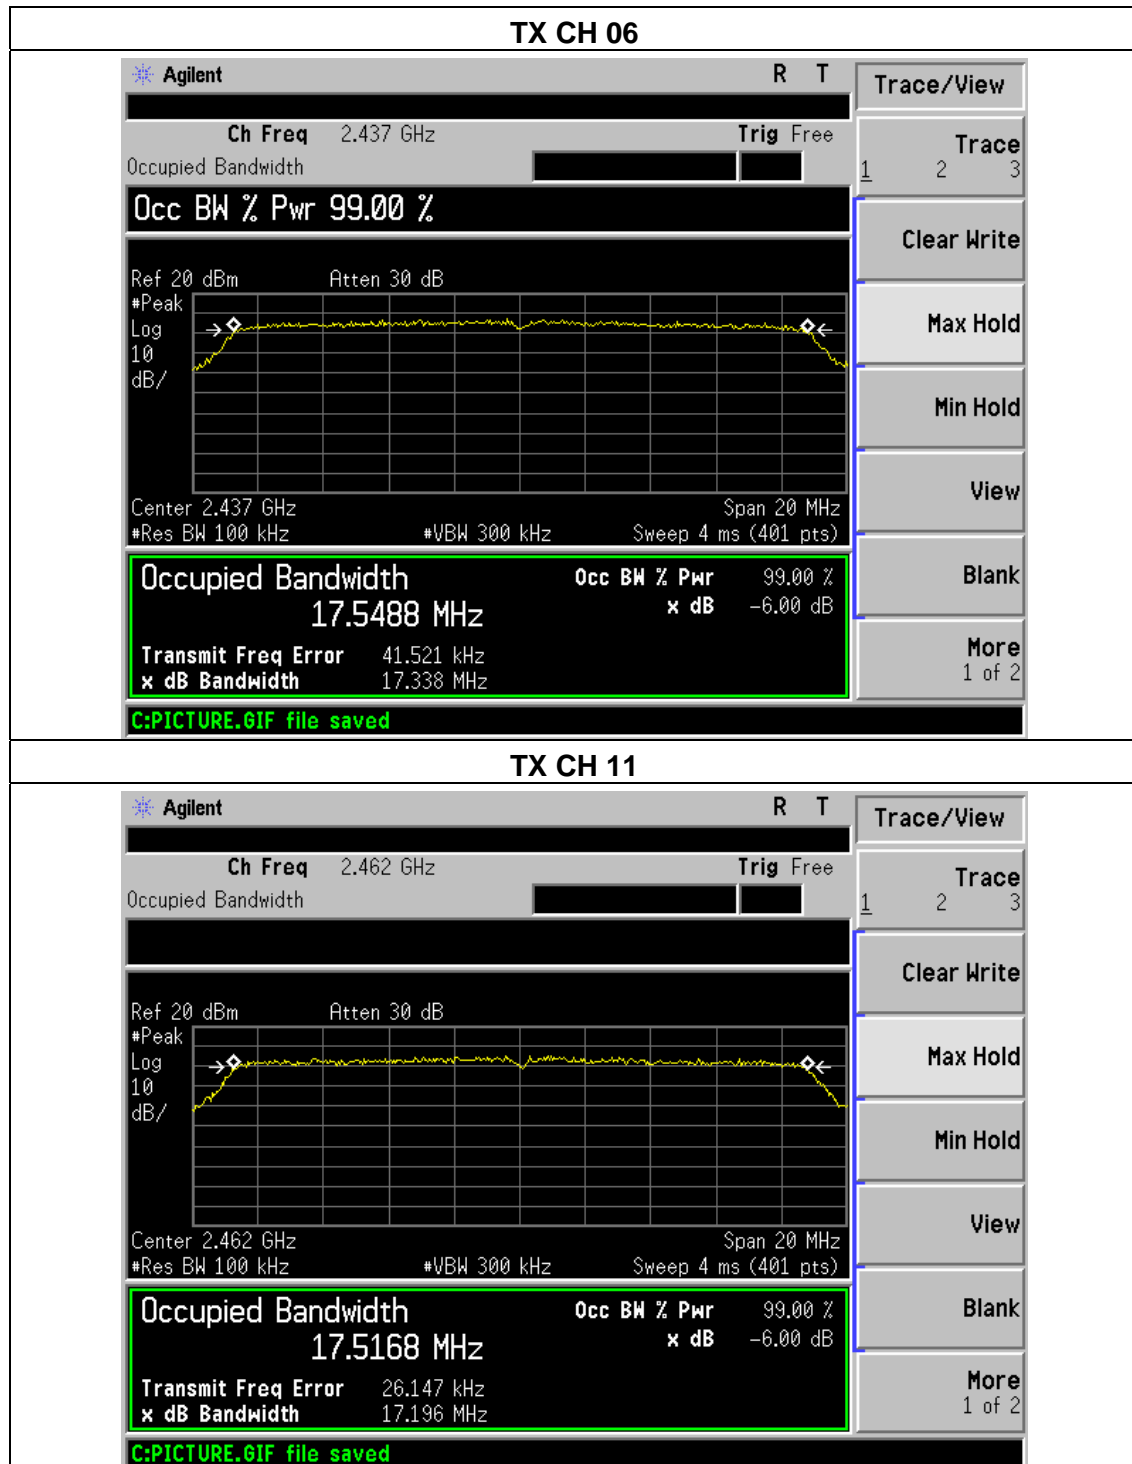 TX CH 06
Agilent R T
Trace/View
Ch Freq 2.437 GHz Trig Free
Occupied Bandwidth
Trace
1 2 3
Occ BW % Pwr 99.00 %
Clear Write
Ref 20 dBm Atten 30 dB
#Peak
Log
10
dB/
Max Hold
Min Hold
View
Center 2.437 GHz Span 20 MHz
#Res BW 100 kHz #VBW 300 kHz Sweep 4 ms (401 pts)
Occupied Bandwidth Occ BW % Pwr 99.00 %
17.5488 MHz x dB -6.00 dB
Blank
Transmit Freq Error 41.521 kHz
x dB Bandwidth 17.338 MHz
More
1 of 2
C:PICTURE.GIF file saved
TX CH 11
Agilent R T
Trace/View
Ch Freq 2.462 GHz Trig Free
Occupied Bandwidth
Trace
1 2 3
Clear Write
Ref 20 dBm Atten 30 dB
#Peak
Log
10
dB/
Max Hold
Min Hold
View
Center 2.462 GHz Span 20 MHz
#Res BW 100 kHz #VBW 300 kHz Sweep 4 ms (401 pts)
Occupied Bandwidth Occ BW % Pwr 99.00 %
17.5168 MHz x dB -6.00 dB
Blank
Transmit Freq Error 26.147 kHz
x dB Bandwidth 17.196 MHz
More
1 of 2
C:PICTURE.GIF file saved